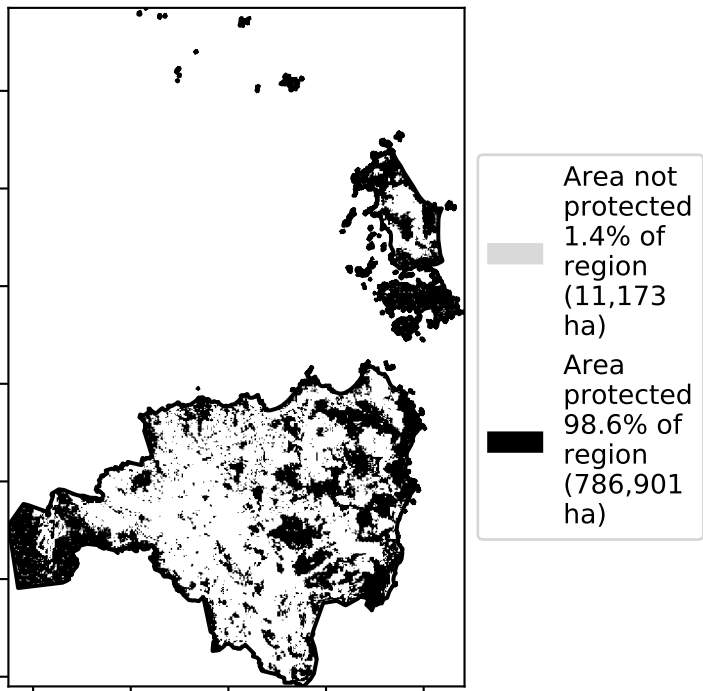 Area not
protected
1.4% of
region
(11,173
ha)
Area
protected
98.6% of
region
(786,901
ha)